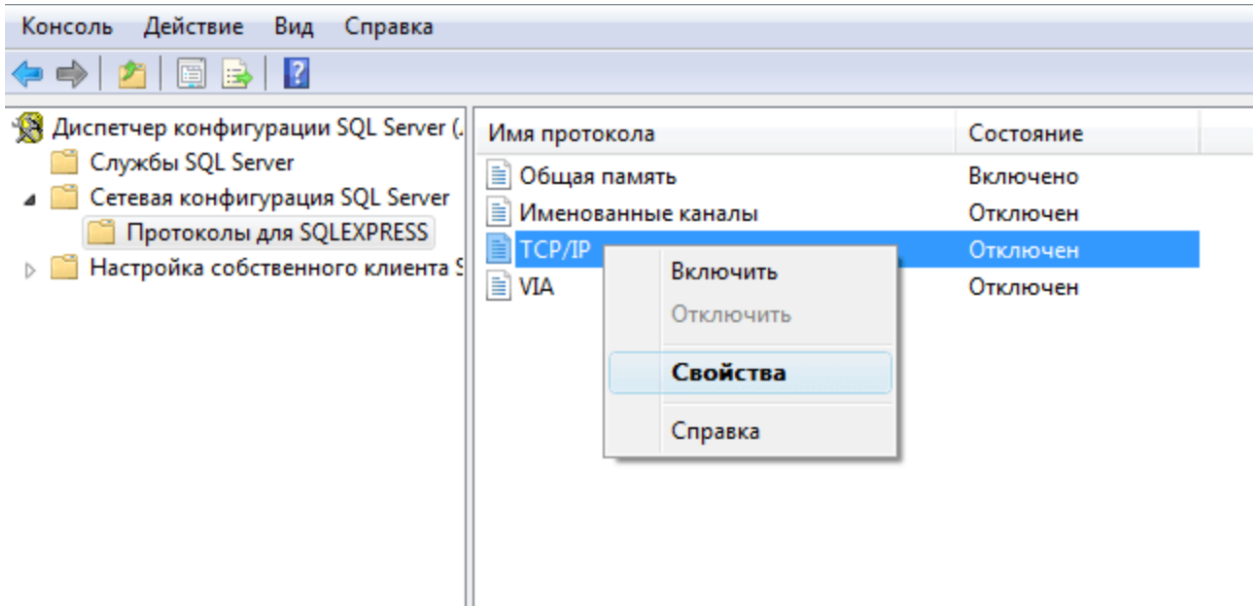 Консоль Действие Вид Справка
Диспетчер конфигурации SQL Server (.
Службы SQL Server
Сетевая конфигурация SQL Server
Протоколы для SQLEXPRESS
Настройка собственного клиента S
Имя протокола Состояние
Общая память Включено
Именованные каналы Отключен
TCP/IP Отключен
VIA Отключен
Включить
Отключить
Свойства
Справка